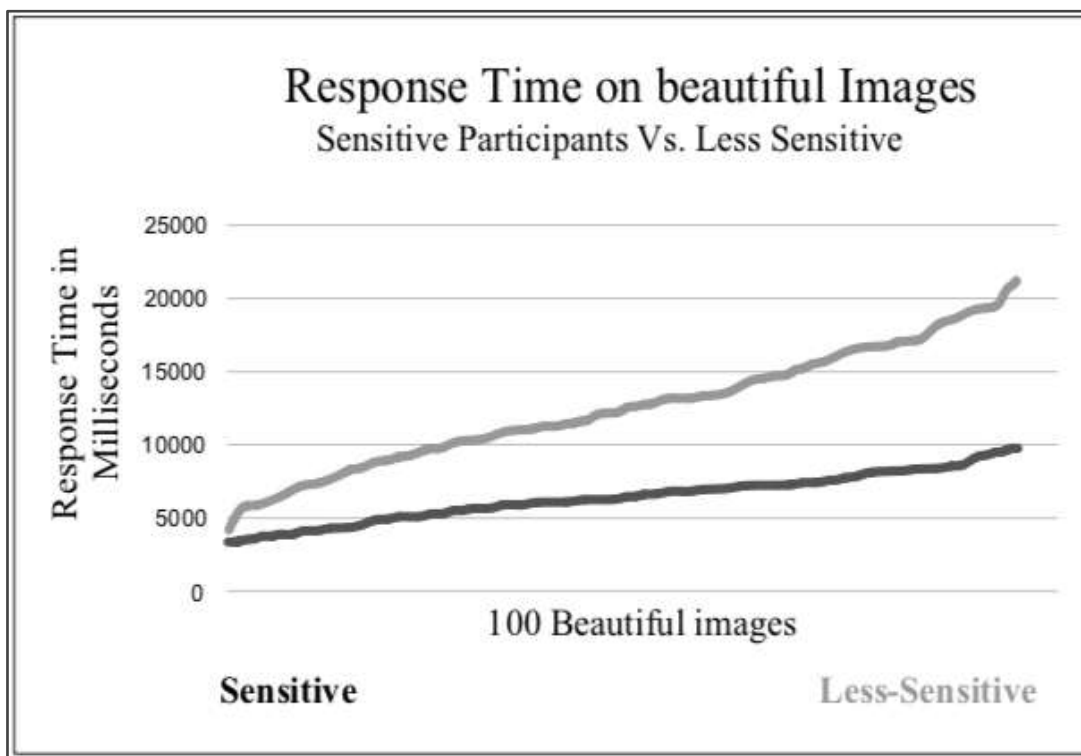 Response Time on beautiful Images
Sensitive Participants Vs. Less Sensitive
Response Time in
Milliseconds
25000
20000
15000
10000
5000
0
100 Beautiful images
Sensitive
Less-Sensitive